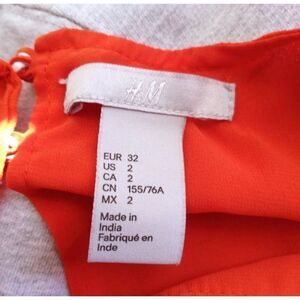 H&M
EUR 32
US 2
CA 2
CN 155/76A
MX 2
Made in
India
Fabriqué en
Inde